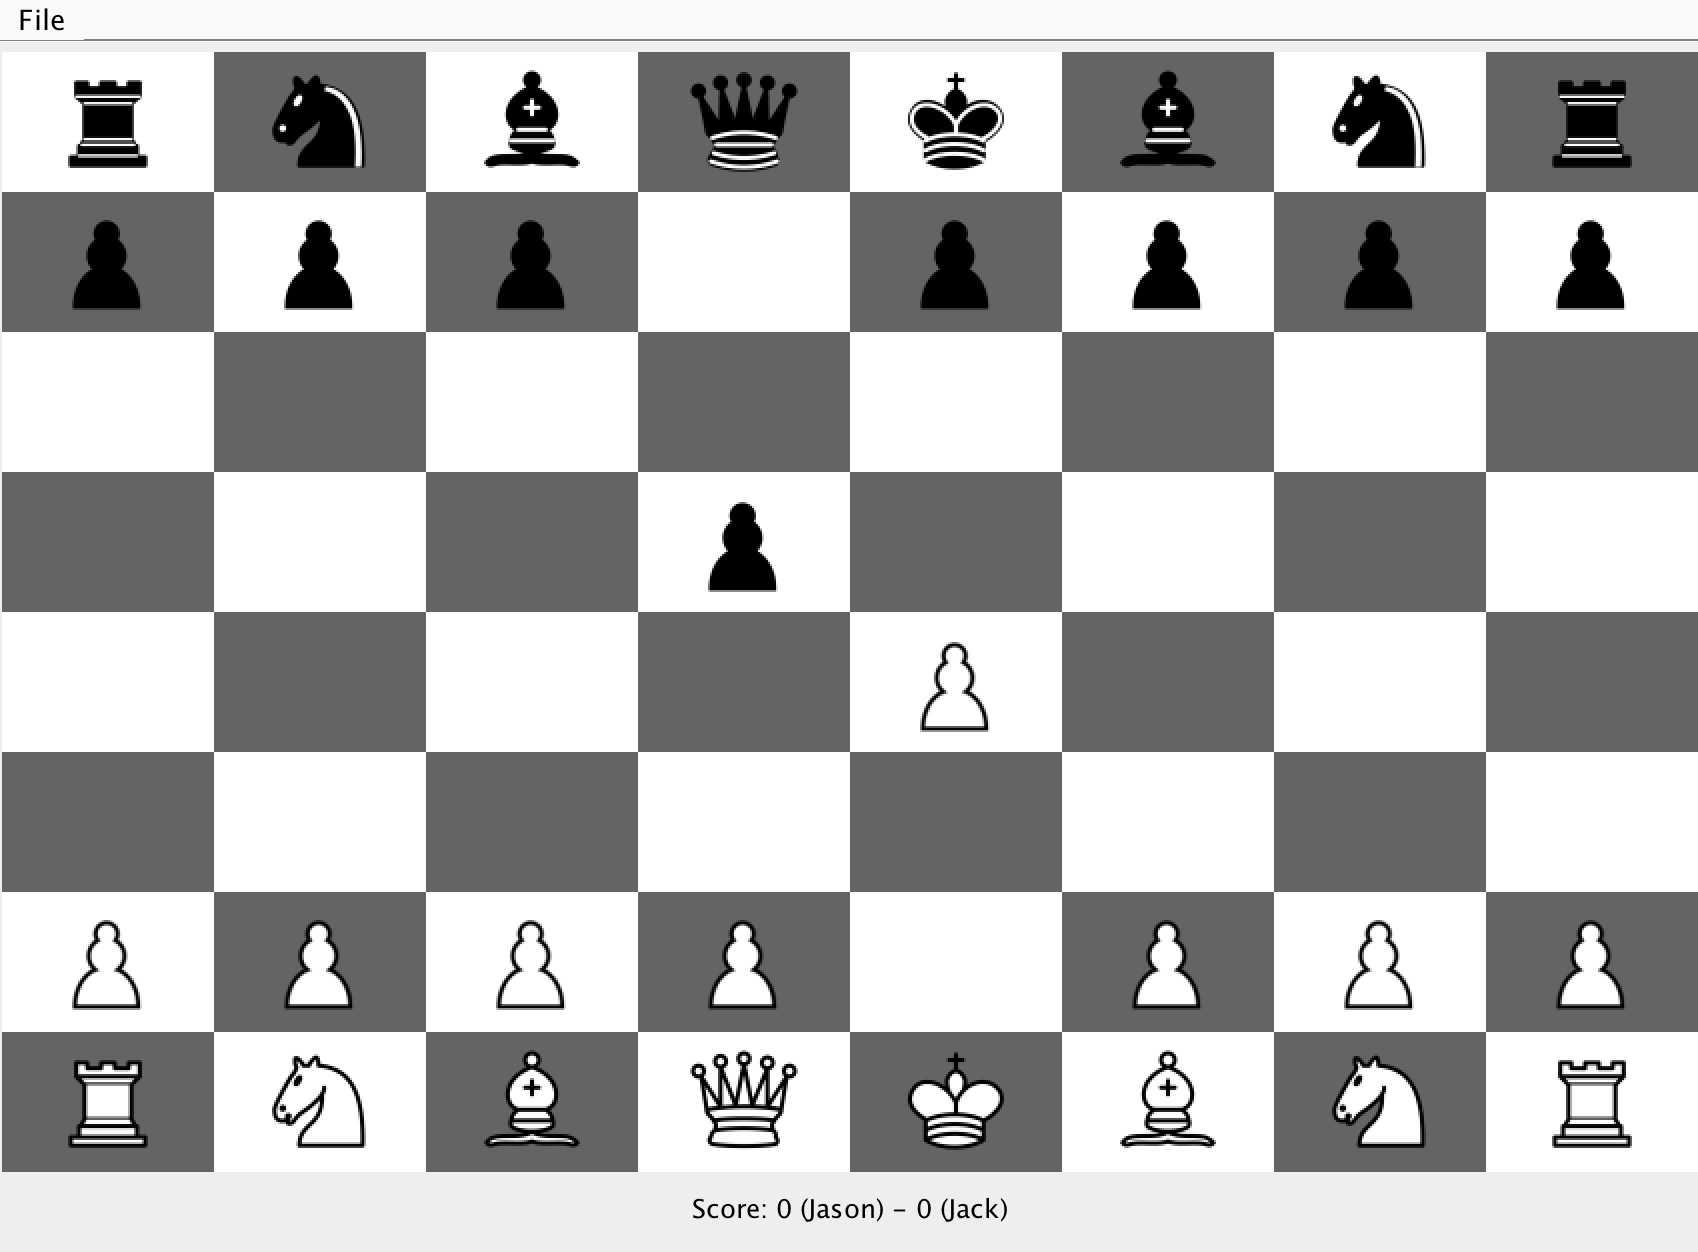 File
Score: 0 (Jason) – 0 (Jack)